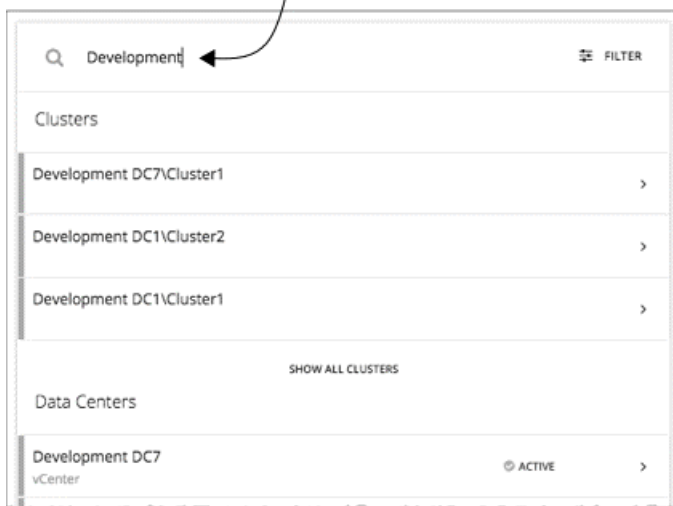 Development
FILTER
Clusters
Development DC7\Cluster1
Development DC1\Cluster2
Development DC1\Cluster1
SHOW ALL CLUSTERS
Data Centers
Development DC7
ACTIVE
vCenter